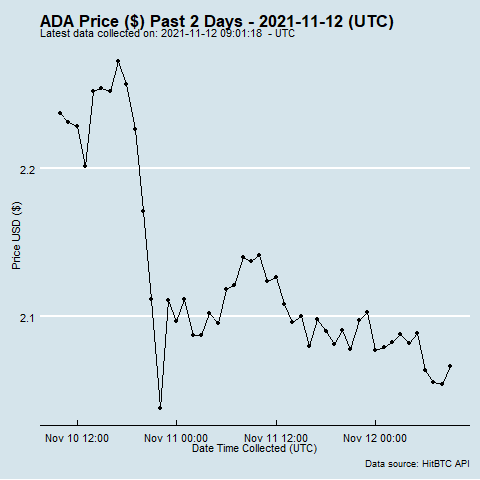 ADA Price ($) Past 2 Days - 2021-11-12 (UTC)
Latest data collected on: 2021-11-12 09:01:18  - UTC
2.2
2.1
Price USD ($)
Nov 10 12:00 Nov 11 00:00 Nov 11 12:00 Nov 12 00:00
Date Time Collected (UTC)
Data source: HitBTC API